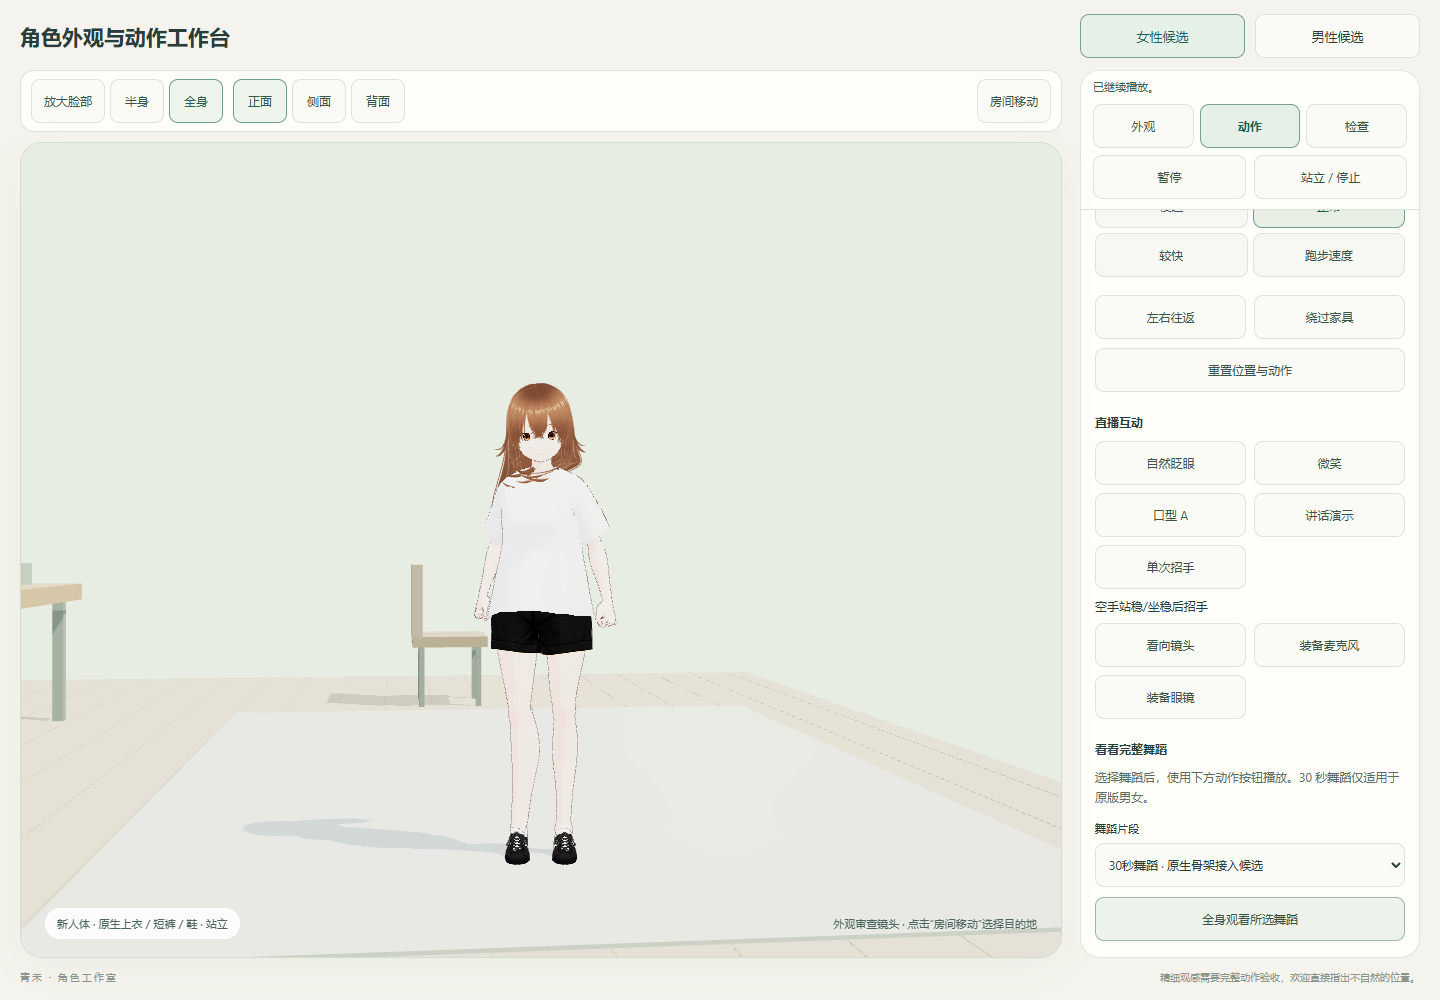 角色外观与动作工作台
女性候选
男性候选
放大脸部
半身
全身
正面
侧面
背面
房间移动
已继续播放。
外观
动作
检查
暂停
站立 / 停止
较快
跑步速度
左右往返
绕过家具
重置位置与动作
直播互动
自然眨眼
微笑
口型 A
讲话演示
单次招手
空手站稳/坐稳后招手
看向镜头
装备麦克风
装备眼镜
看看完整舞蹈
选择舞蹈后，使用下方动作按钮播放。30 秒舞蹈仅适用于
原版男女。
舞蹈片段
30秒舞蹈 · 原生骨架接入候选
全身观看所选舞蹈
新人体 · 原生上衣 / 短裤 / 鞋 · 站立
外观审查镜头 · 点击“房间移动”选择目的地
青禾 · 角色工作室
精细观感需要完整动作验收，欢迎直接指出不自然的位置。